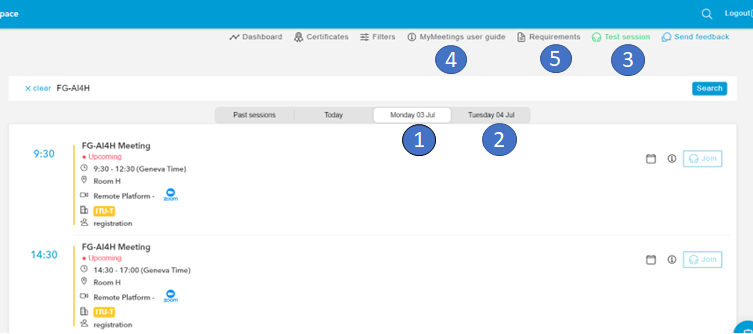 pace Logout
Dashboard Certificates Filters MyMeetings user guide Requirements Test session Send feedback
4 5 3
clear FG-AI4H Search
Past sessions Today Monday 03 Jul Tuesday 04 Jul
1 2
9:30 FG-AI4H Meeting
Upcoming
9:30 - 12:30 (Geneva Time) Join
Room H
Remote Platform - zoom
ITU-T
registration
14:30 FG-AI4H Meeting
Upcoming
14:30 - 17:00 (Geneva Time) Join
Room H
Remote Platform - zoom
ITU-T
registration